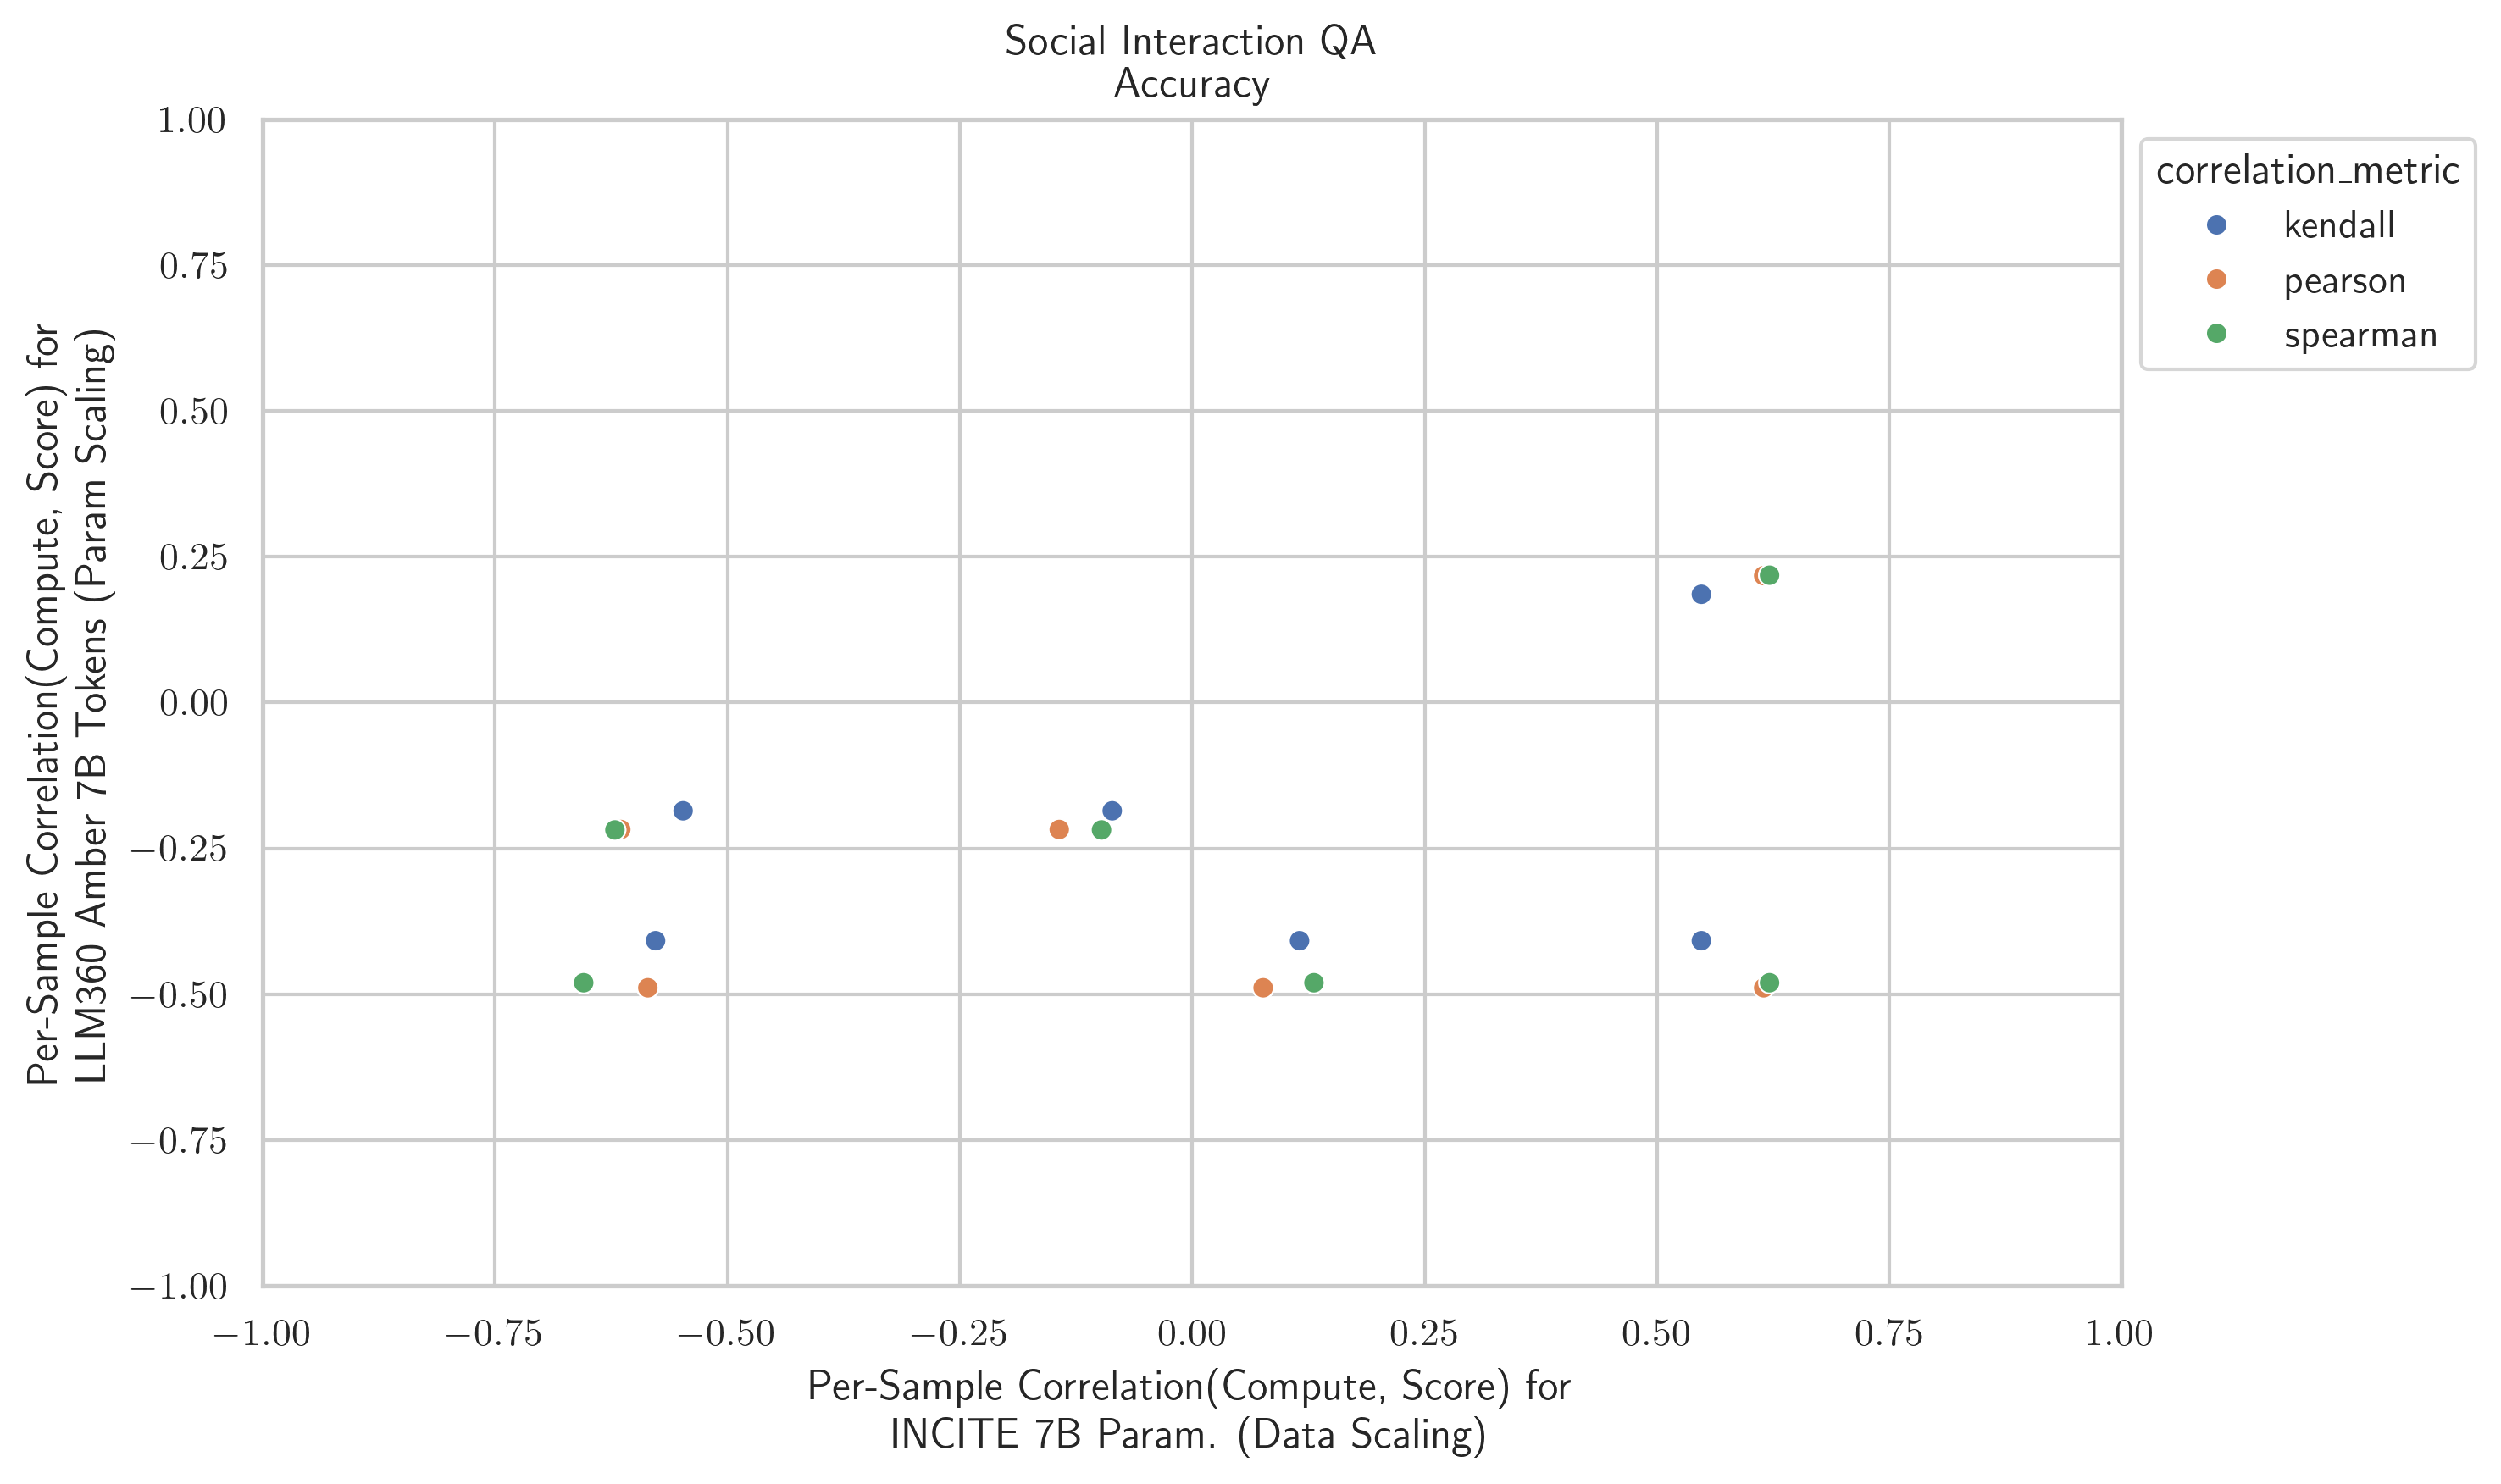 Social Interaction QA
Accuracy
Per-Sample Correlation(Compute, Score) for
LLM360 Amber 7B Tokens (Param Scaling)
1.00
0.75
0.50
0.25
0.00
−0.25
−0.50
−0.75
−1.00
−1.00 −0.75 −0.50 −0.25 0.00 0.25 0.50 0.75 1.00
Per-Sample Correlation(Compute, Score) for
INCITE 7B Param. (Data Scaling)
correlation_metric
kendall
pearson
spearman